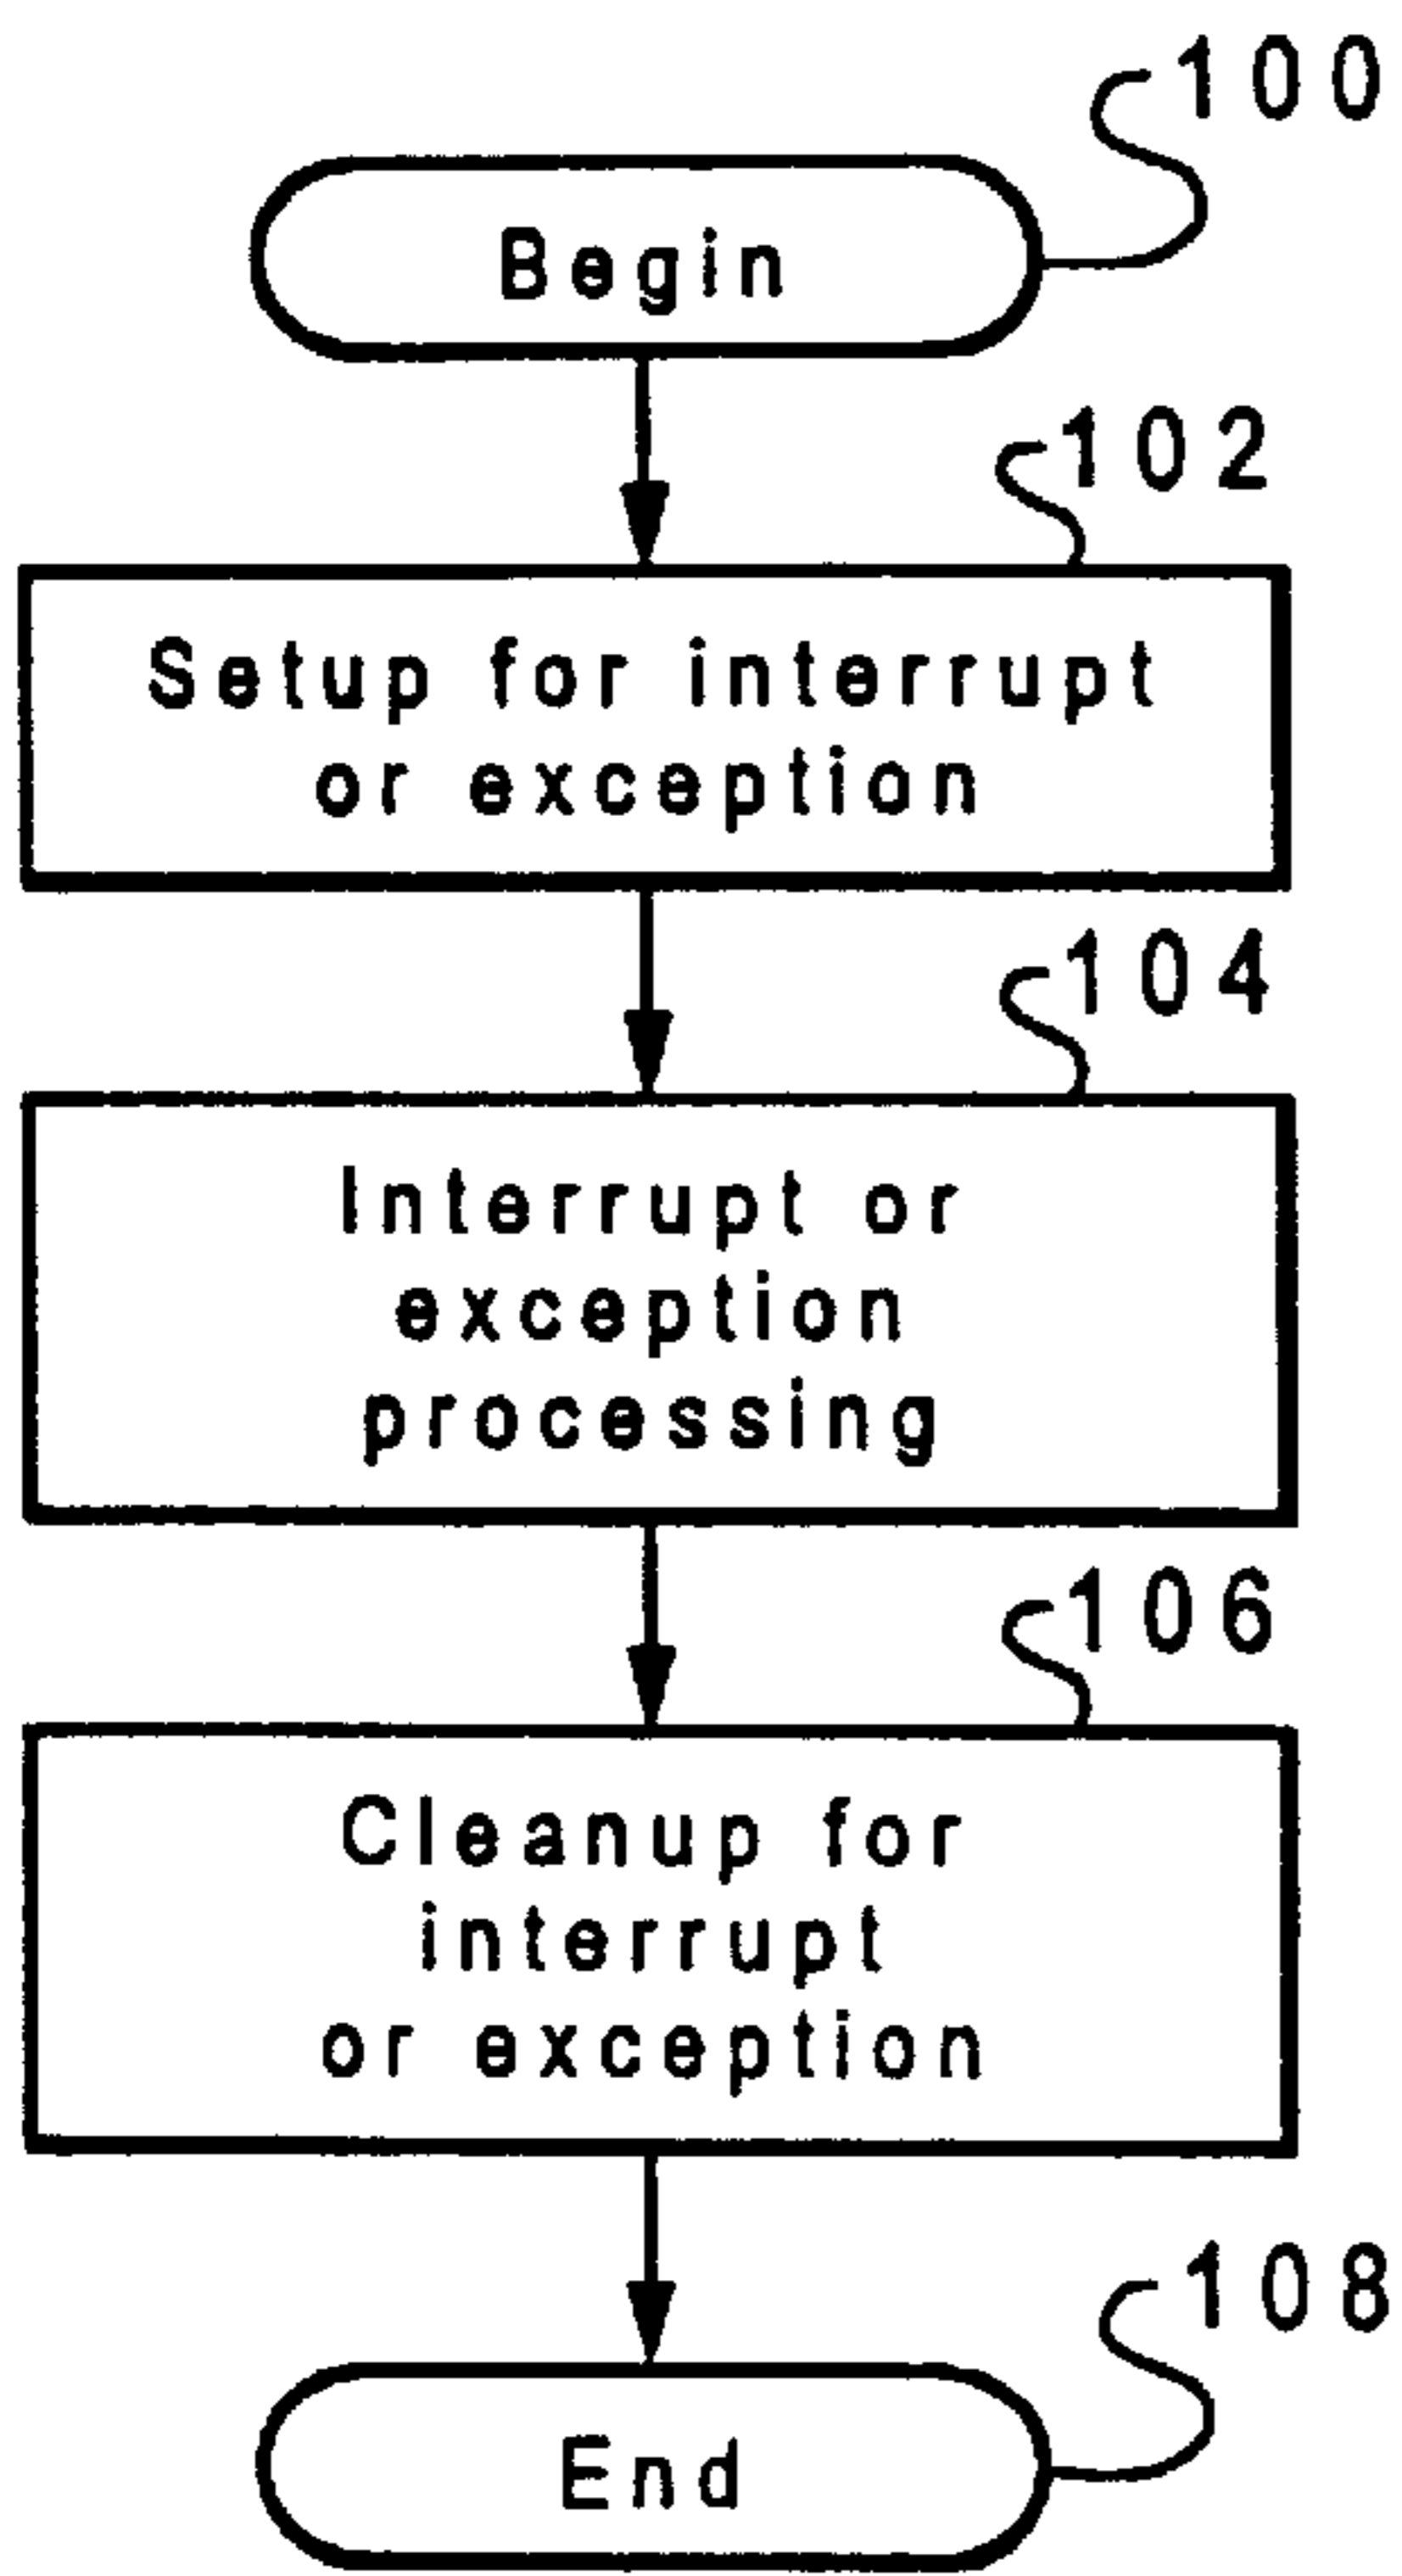 100
Begin
102
Setup for interrupt
or exception
104
Interrupt or
exception
processing
106
Cleanup for
interrupt
or exception
108
End